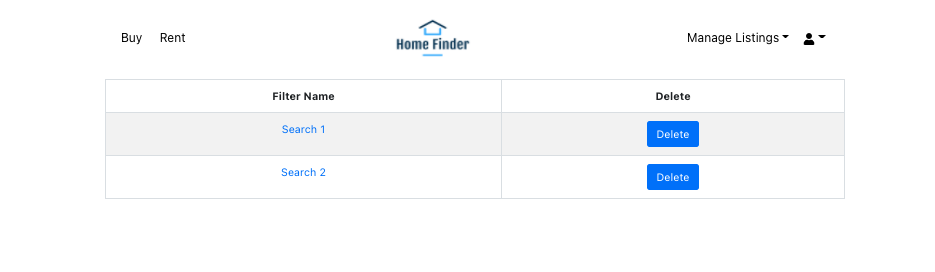 Buy Rent Home Finder Manage Listings
Filter Name Delete
Search 1 Delete
Search 2 Delete